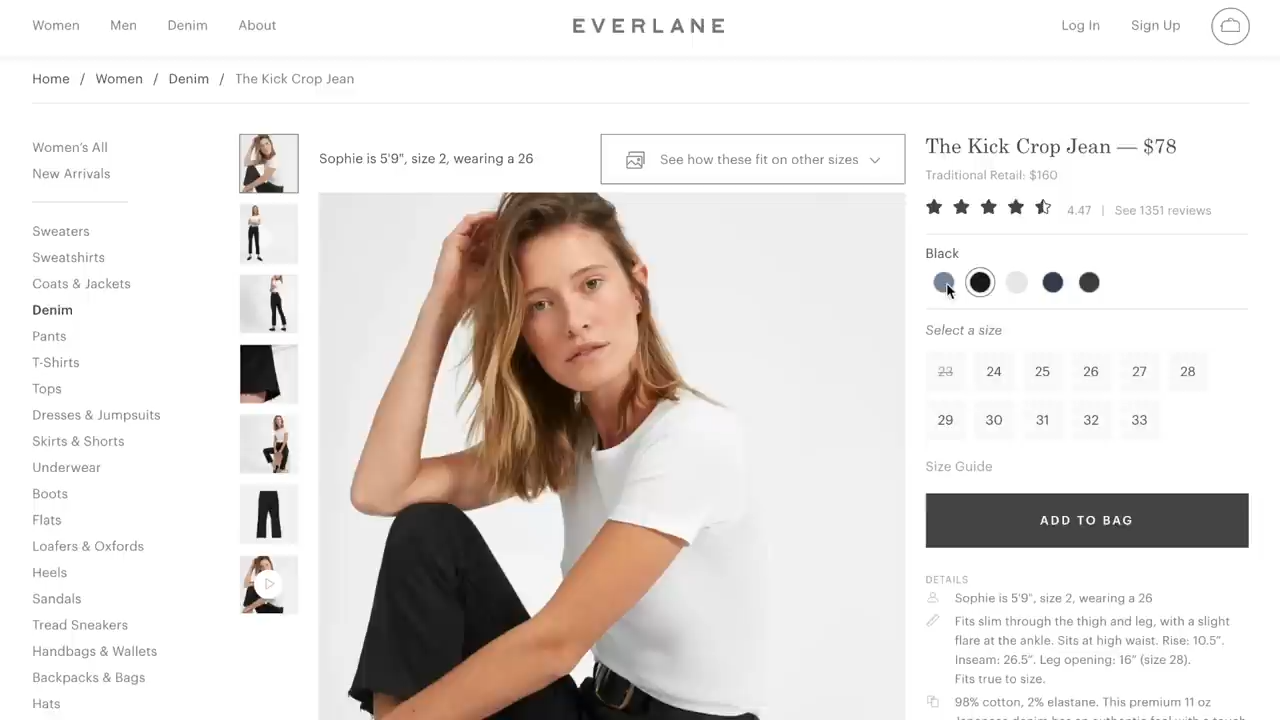 Women Men Denim About EVERLANE Log In Sign Up
Home / Women / Denim / The Kick Crop Jean
Women's All
New Arrivals
Sweaters
Sweatshirts
Coats & Jackets
Denim
Pants
T-Shirts
Tops
Dresses & Jumpsuits
Skirts & Shorts
Underwear
Boots
Flats
Loafers & Oxfords
Heels
Sandals
Tread Sneakers
Handbags & Wallets
Backpacks & Bags
Hats
Sophie is 5'9", size 2, wearing a 26
See how these fit on other sizes
The Kick Crop Jean — $78
Traditional Retail: $160
4.47 | See 1351 reviews
Black
Select a size
23 24 25 26 27 28
29 30 31 32 33
Size Guide
ADD TO BAG
DETAILS
Sophie is 5'9", size 2, wearing a 26
Fits slim through the thigh and leg, with a slight
flare at the ankle. Sits at high waist. Rise: 10.5".
Inseam: 26.5". Leg opening: 16" (size 28).
Fits true to size.
98% cotton, 2% elastane. This premium 11 oz